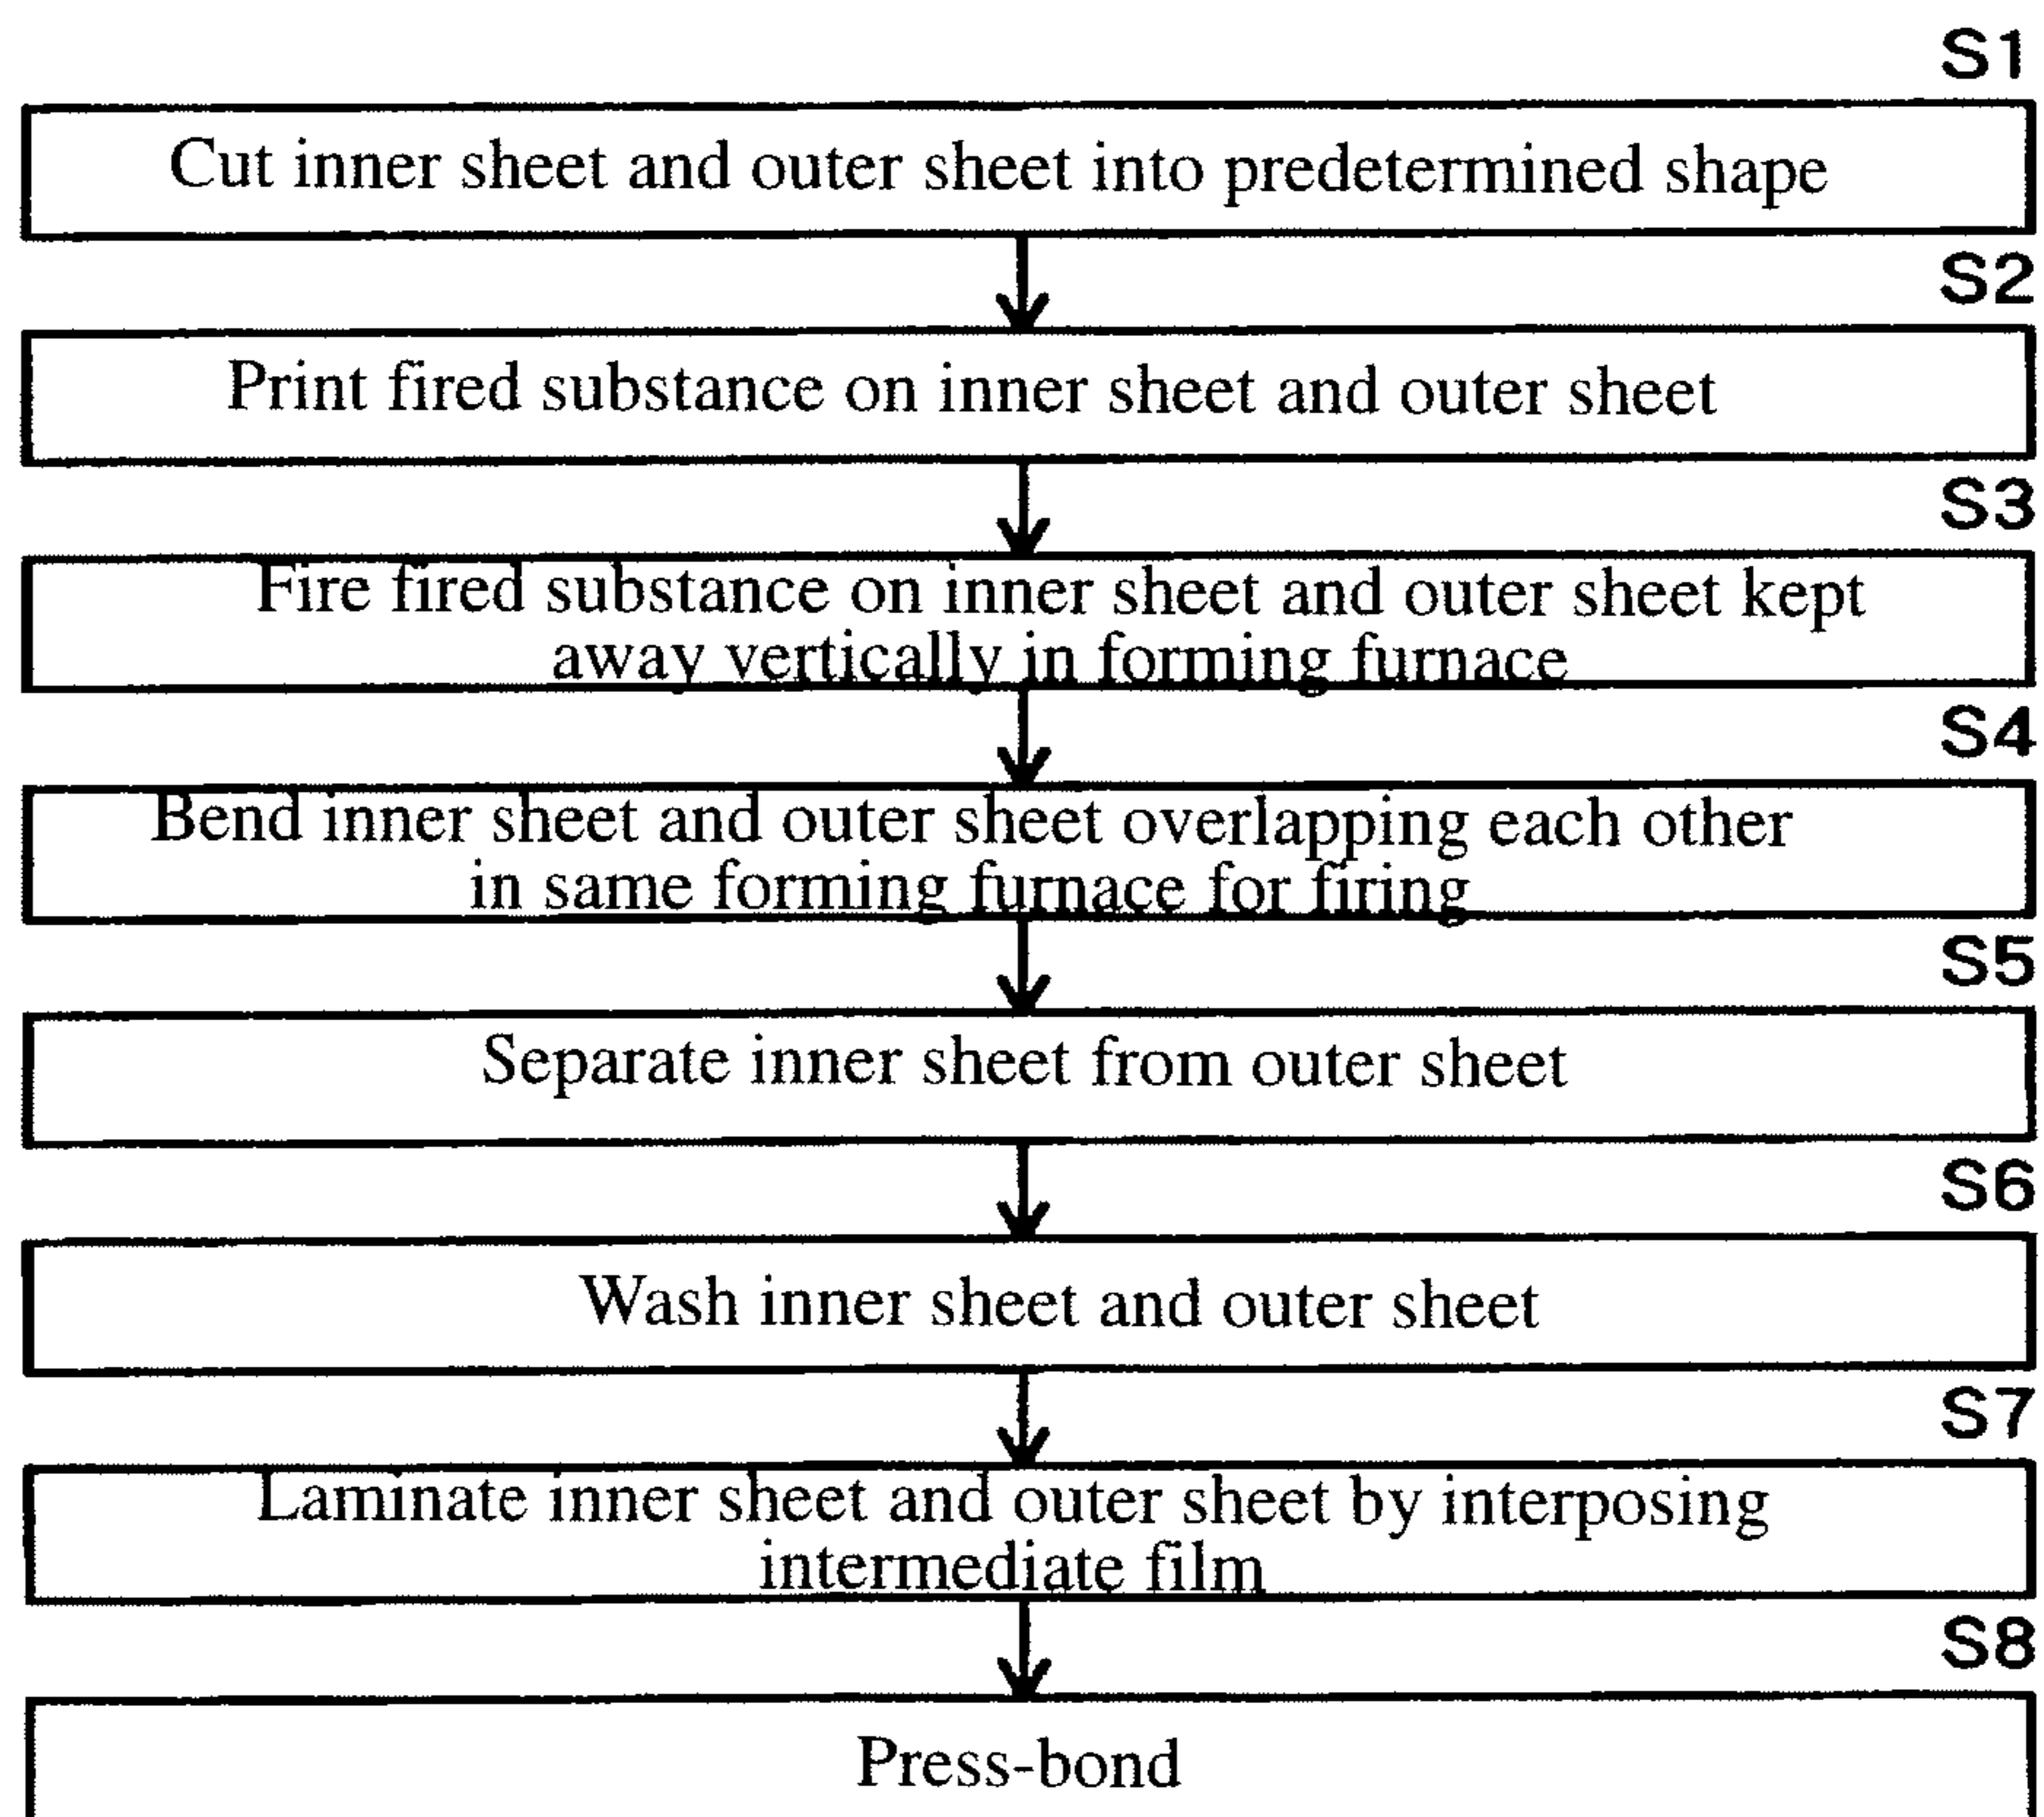 S1
Cut inner sheet and outer sheet into predetermined shape
S2
Print fired substance on inner sheet and outer sheet
S3
Fire fired substance on inner sheet and outer sheet kept
away vertically in forming furnace
S4
Bend inner sheet and outer sheet overlapping each other
in same forming furnace for firing
S5
Separate inner sheet from outer sheet
S6
Wash inner sheet and outer sheet
S7
Laminate inner sheet and outer sheet by interposing
intermediate film
S8
Press-bond